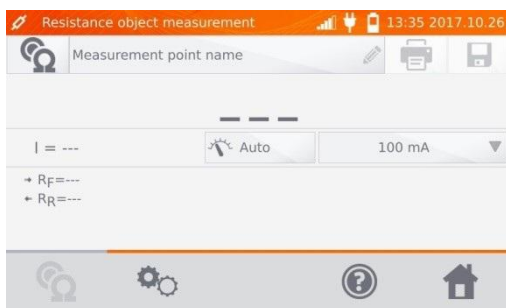 Resistance object measurement 13:35 2017.10.26
Measurement point name
---
I = --- Auto 100 mA
→ RF=---
← RR=---